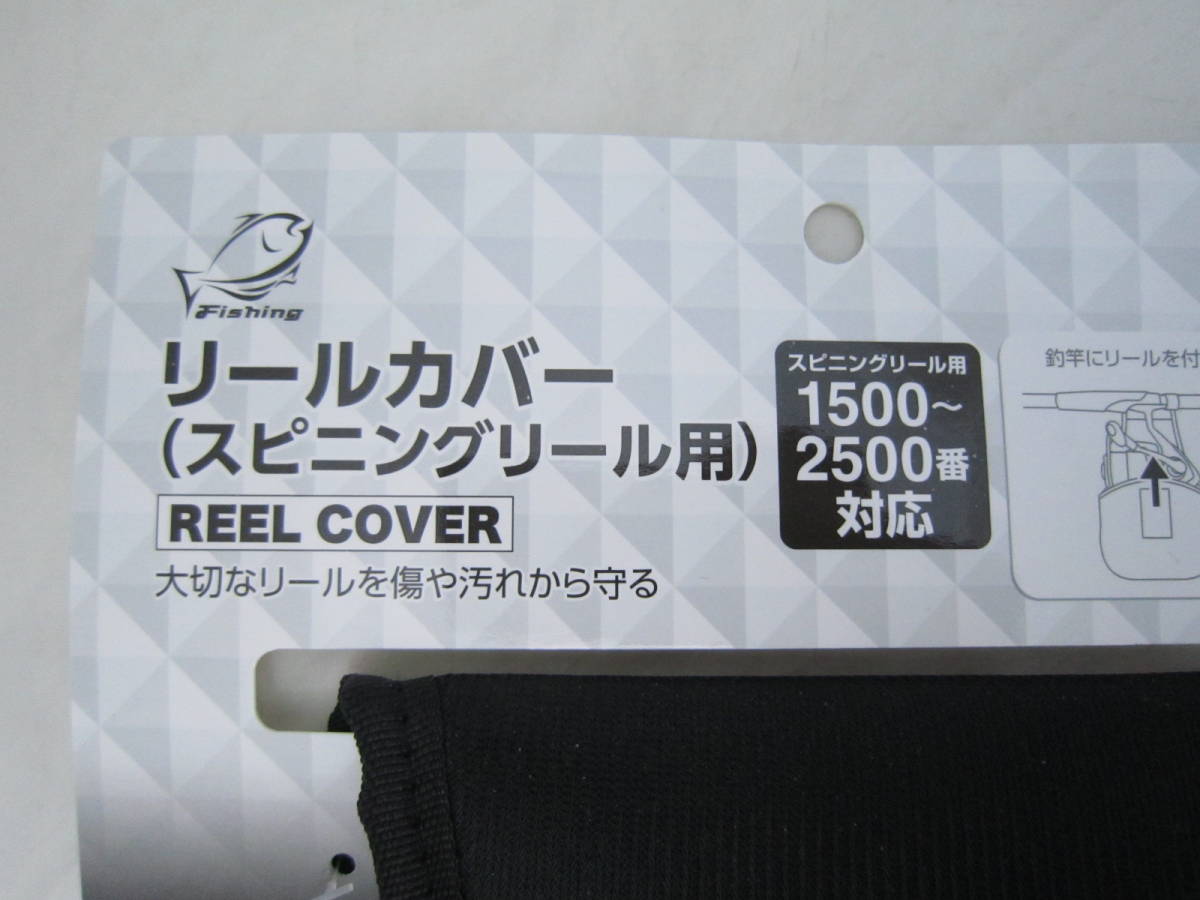 Fishing
リールカバー
(スピニングリール用)
REEL COVER
大切なリールを傷や汚れから守る
スピニングリール用
1500～
2500番
対応
釣竿にリールを付